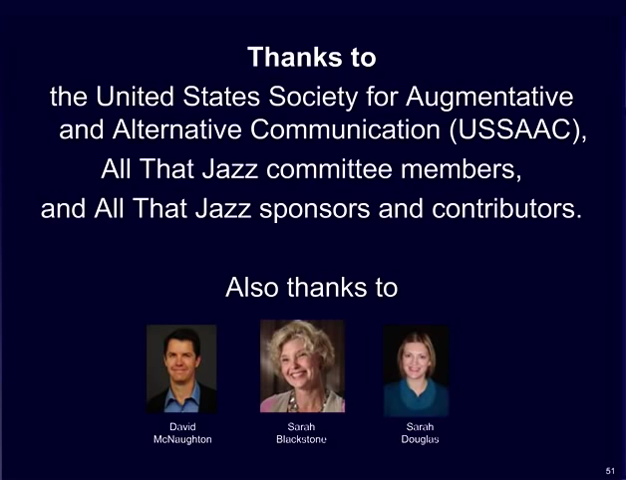 Thanks to
the United States Society for Augmentative
and Alternative Communication (USSAAC),
All That Jazz committee members,
and All That Jazz sponsors and contributors.
Also thanks to
David
McNaughton
Sarah
Blackstone
Sarah
Douglas
51